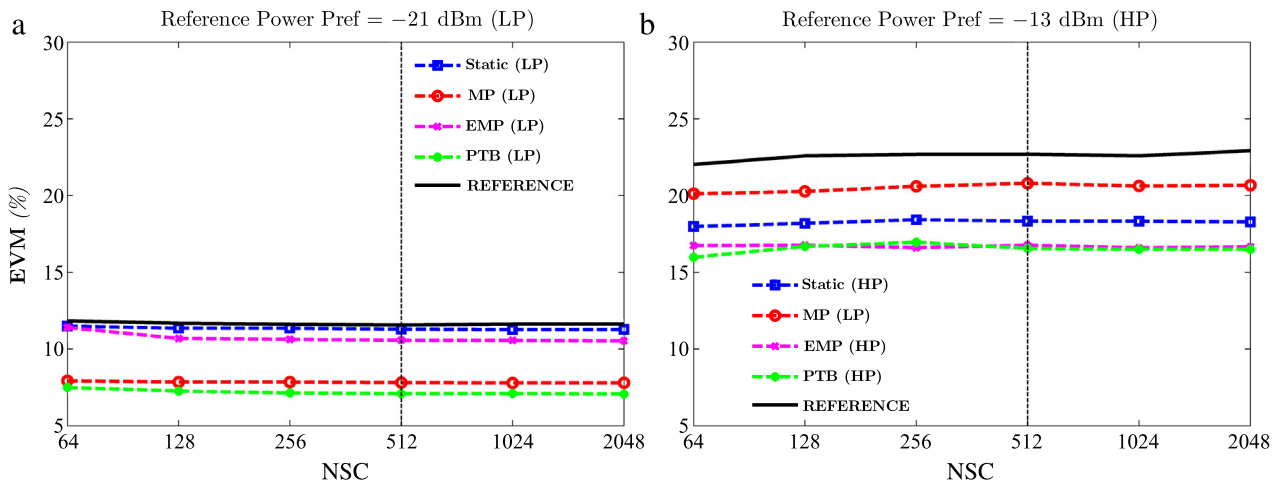 a
Reference Power Pref = −21 dBm (LP)
30
25
20
15
10
5
EVM (%)
Static (LP)
MP (LP)
EMP (LP)
PTB (LP)
REFERENCE
64 128 256 512 1024 2048
NSC
b
Reference Power Pref = −13 dBm (HP)
30
25
20
15
10
5
Static (HP)
MP (LP)
EMP (HP)
PTB (HP)
REFERENCE
64 128 256 512 1024 2048
NSC